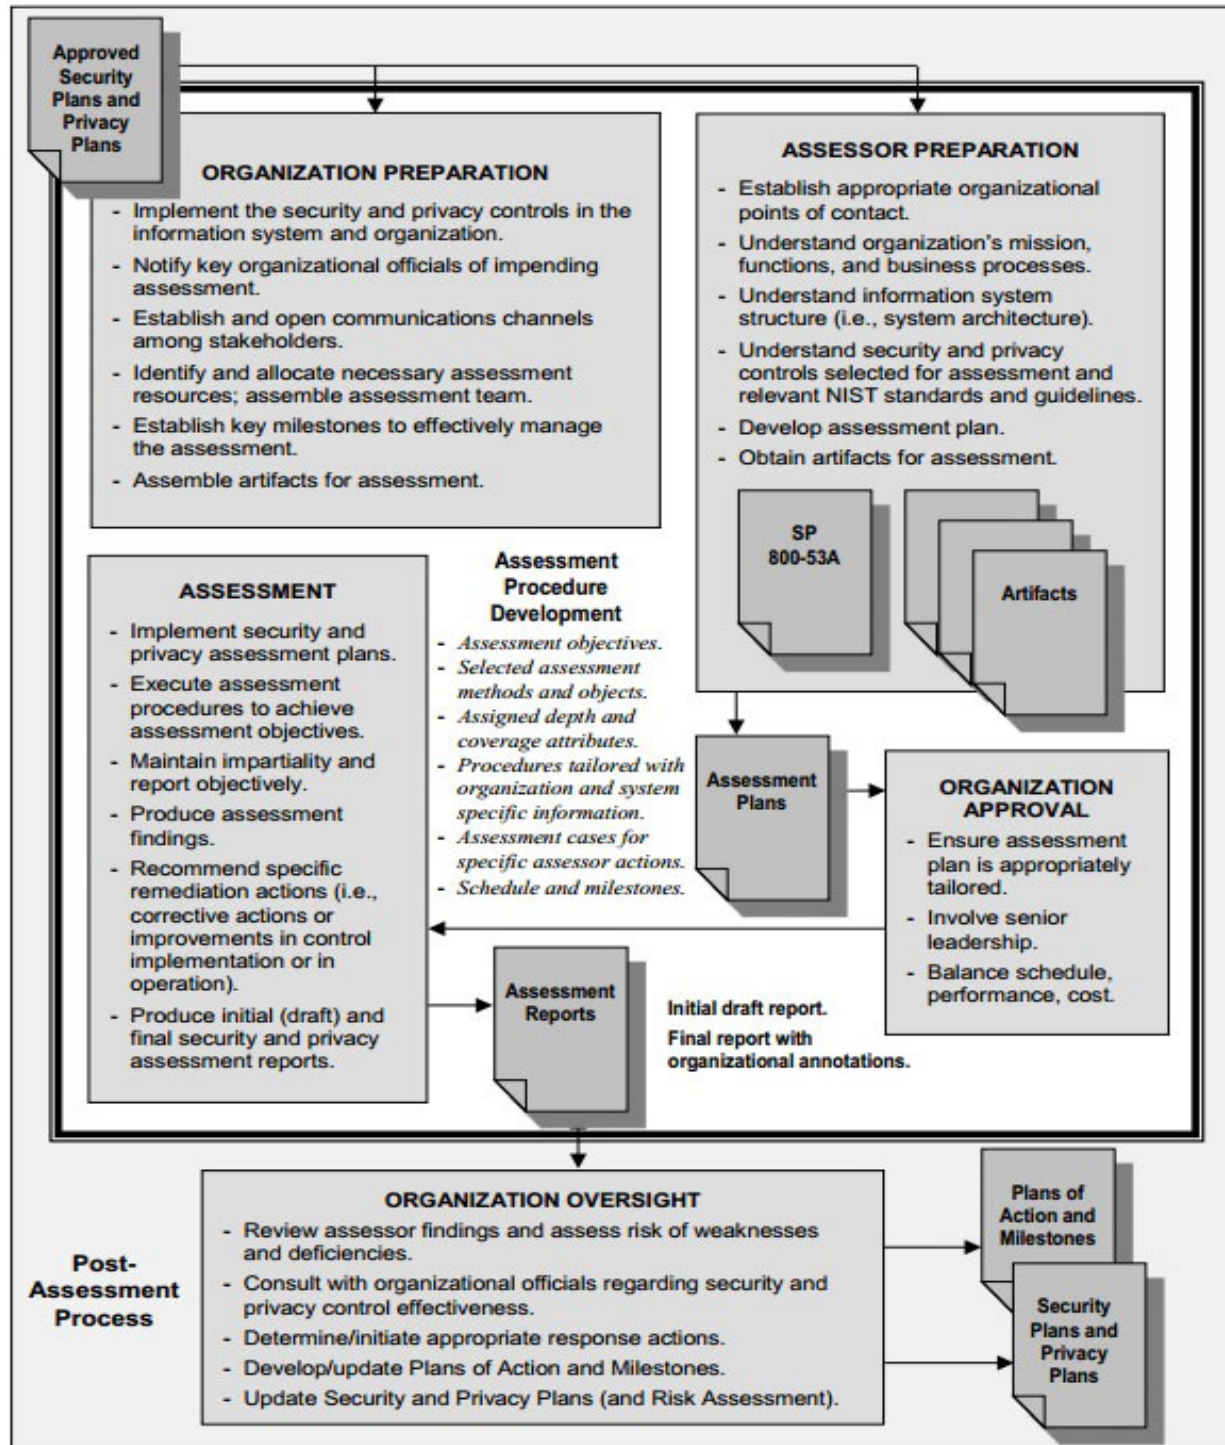 Approved
Security
Plans and
Privacy
Plans
ORGANIZATION PREPARATION
- Implement the security and privacy controls in the
information system and organization.
- Notify key organizational officials of impending
assessment.
- Establish and open communications channels
among stakeholders.
- Identify and allocate necessary assessment
resources; assemble assessment team.
- Establish key milestones to effectively manage
the assessment.
- Assemble artifacts for assessment.
ASSESSOR PREPARATION
- Establish appropriate organizational
points of contact.
- Understand organization's mission,
functions, and business processes.
- Understand information system
structure (i.e., system architecture).
- Understand security and privacy
controls selected for assessment and
relevant NIST standards and guidelines.
- Develop assessment plan.
- Obtain artifacts for assessment.
SP
800-53A
Artifacts
ASSESSMENT
- Implement security and
privacy assessment plans.
- Execute assessment
procedures to achieve
assessment objectives.
- Maintain impartiality and
report objectively.
- Produce assessment
findings.
- Recommend specific
remediation actions (i.e.,
corrective actions or
improvements in control
implementation or in
operation).
- Produce initial (draft) and
final security and privacy
assessment reports.
Assessment
Procedure
Development
- Assessment objectives.
- Selected assessment
methods and objects.
- Assigned depth and
coverage attributes.
- Procedures tailored with
organization and system
specific information.
- Assessment cases for
specific assessor actions.
- Schedule and milestones.
Assessment
Plans
ORGANIZATION
APPROVAL
- Ensure assessment
plan is appropriately
tailored.
- Involve senior
leadership.
- Balance schedule,
performance, cost.
Assessment
Reports
Initial draft report.
Final report with
organizational annotations.
Post-
Assessment
Process
ORGANIZATION OVERSIGHT
- Review assessor findings and assess risk of weaknesses
and deficiencies.
- Consult with organizational officials regarding security and
privacy control effectiveness.
- Determine/initiate appropriate response actions.
- Develop/update Plans of Action and Milestones.
- Update Security and Privacy Plans (and Risk Assessment).
Plans of
Action and
Milestones
Security
Plans and
Privacy
Plans